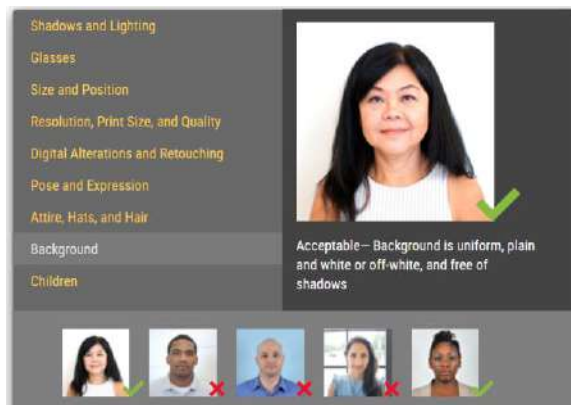 Shadows and Lighting
Glasses
Size and Position
Resolution, Print Size, and Quality
Digital Alterations and Retouching
Pose and Expression
Attire, Hats, and Hair
Background
Children
Acceptable— Background is uniform, plain
and white or off-white, and free of
shadows